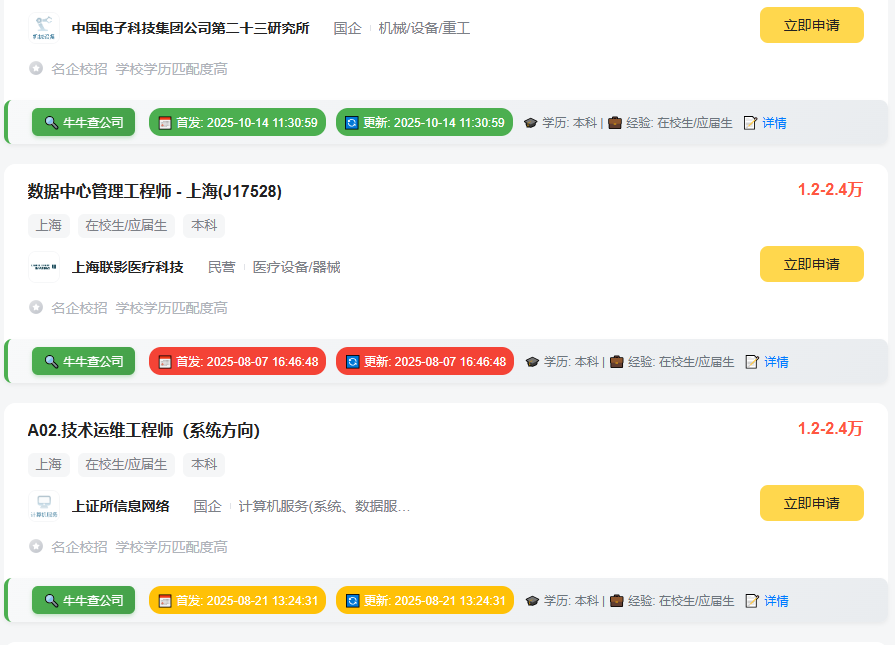 中国电子科技集团公司第二十三研究所 国企 机械/设备/重工 立即申请
名企校招 学校学历匹配度高
牛牛查公司 首发: 2025-10-14 11:30:59 更新: 2025-10-14 11:30:59 学历: 本科 | 经验: 在校生/应届生 详情
数据中心管理工程师 - 上海(J17528) 1.2-2.4万
上海 在校生/应届生 本科
上海联影医疗科技 民营 医疗设备/器械 立即申请
名企校招 学校学历匹配度高
牛牛查公司 首发: 2025-08-07 16:46:48 更新: 2025-08-07 16:46:48 学历: 本科 | 经验: 在校生/应届生 详情
A02.技术运维工程师（系统方向) 1.2-2.4万
上海 在校生/应届生 本科
上证所信息网络 国企 计算机服务(系统、数据服... 立即申请
名企校招 学校学历匹配度高
牛牛查公司 首发: 2025-08-21 13:24:31 更新: 2025-08-21 13:24:31 学历: 本科 | 经验: 在校生/应届生 详情